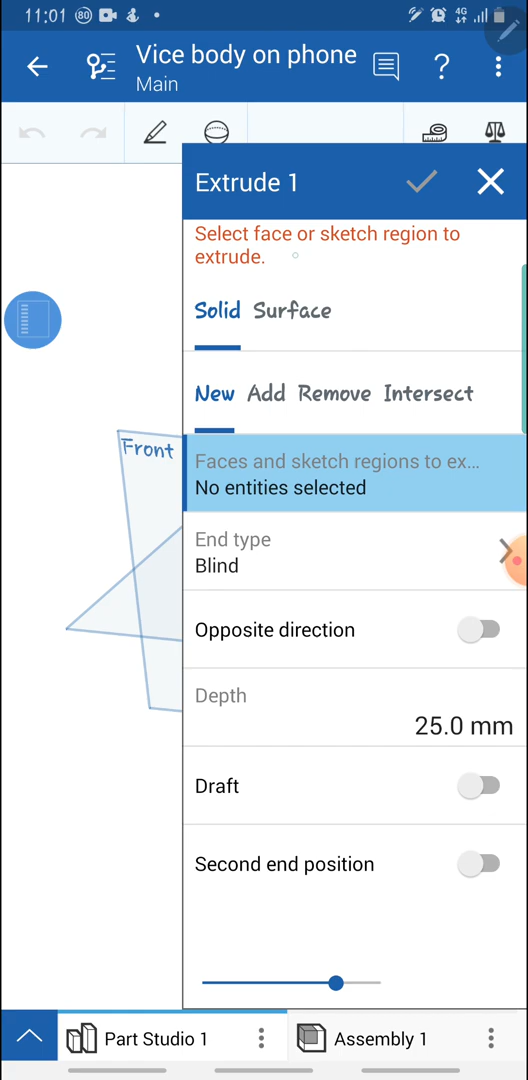 11:01 80 4G
Vice body on phone
Main
?
Extrude 1
Select face or sketch region to
extrude.
Solid Surface
New Add Remove Intersect
Front
Faces and sketch regions to ex...
No entities selected
End type
Blind
Opposite direction
Depth
25.0 mm
Draft
Second end position
Part Studio 1
Assembly 1